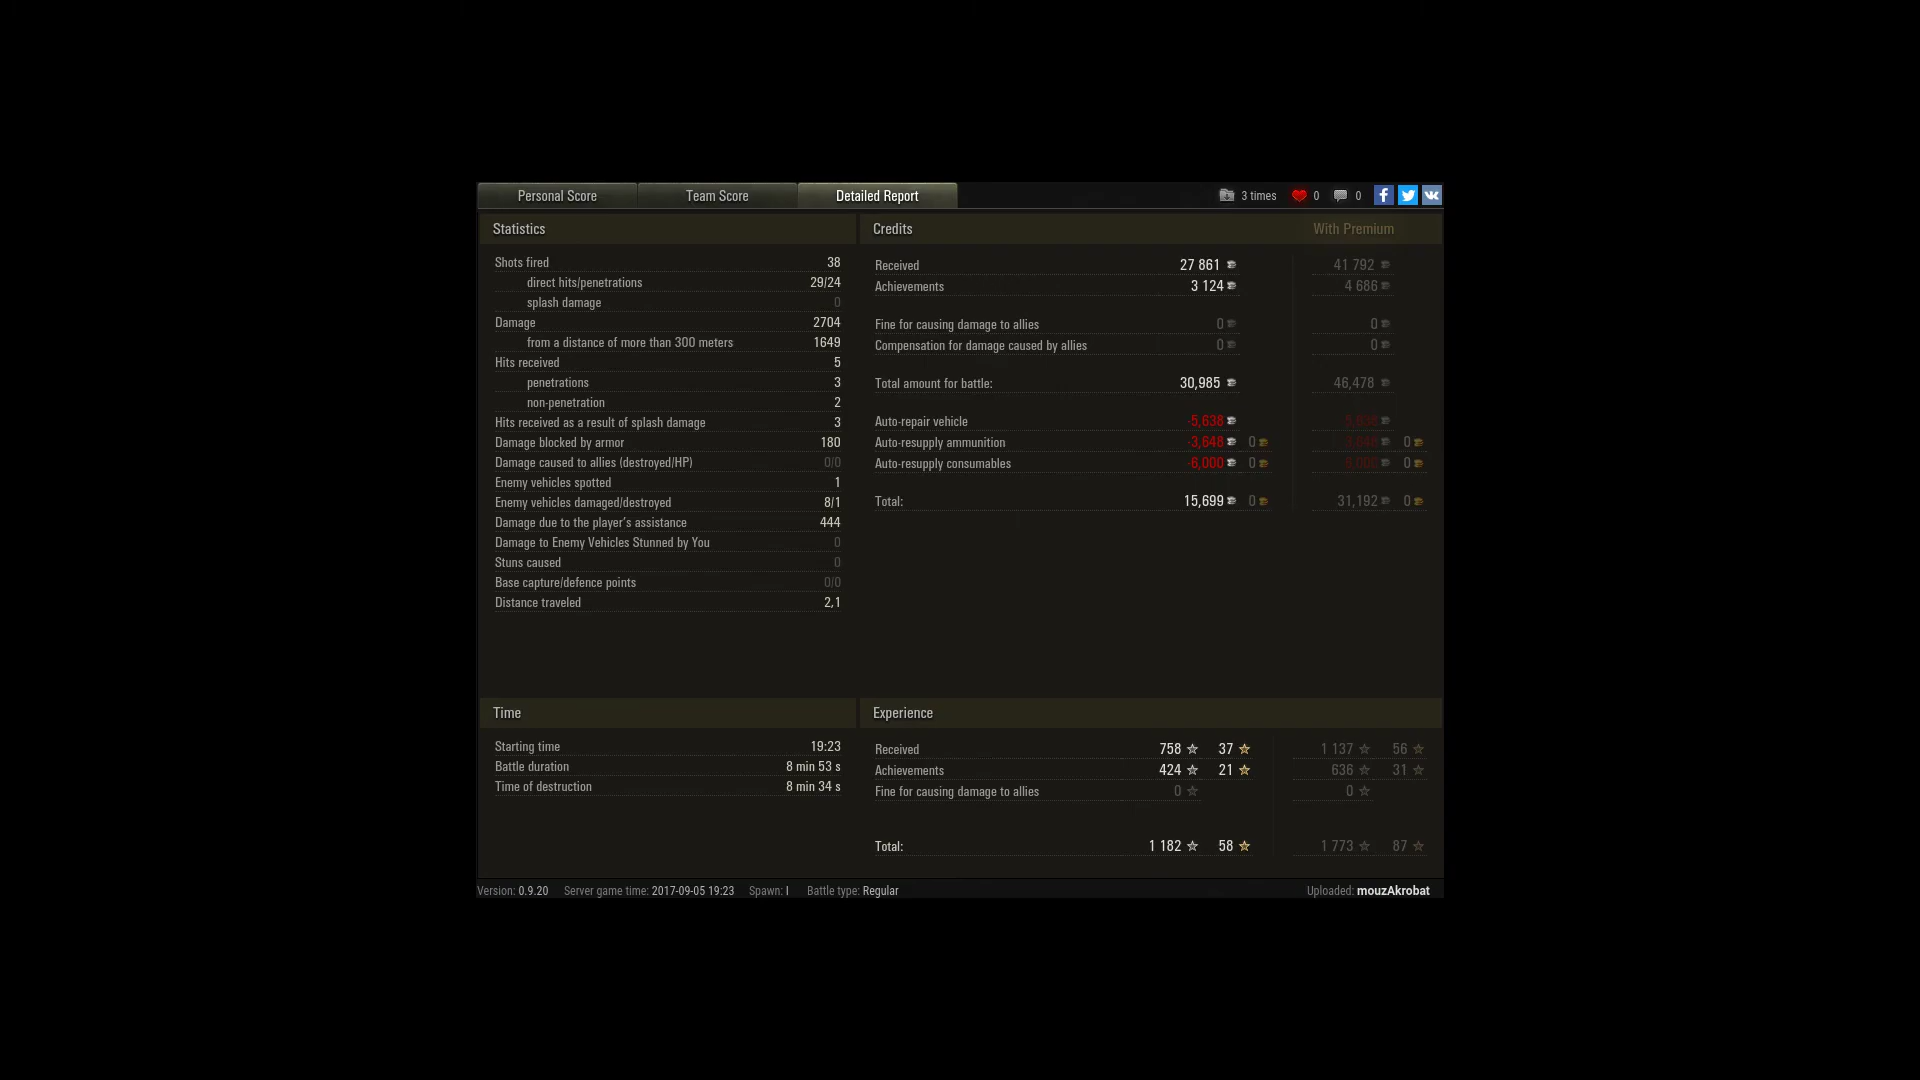 Personal Score Team Score Detailed Report 3 times 0 0
Statistics
Shots fired 38
direct hits/penetrations 29/24
splash damage 0
Damage 2704
from a distance of more than 300 meters 1649
Hits received 5
penetrations 3
non-penetration 2
Hits received as a result of splash damage 3
Damage blocked by armor 180
Damage caused to allies (destroyed/HP) 0/0
Enemy vehicles spotted 1
Enemy vehicles damaged/destroyed 8/1
Damage due to the player's assistance 444
Damage to Enemy Vehicles Stunned by You 0
Stuns caused 0
Base capture/defence points 0/0
Distance traveled 2,1
Credits With Premium
Received 27 861 41 792
Achievements 3 124 4 686
Fine for causing damage to allies 0 0
Compensation for damage caused by allies 0 0
Total amount for battle: 30,985 46,478
Auto-repair vehicle -5,638 -5,638
Auto-resupply ammunition -3,648 0 -3,648 0
Auto-resupply consumables -6,000 0 -6,000 0
Total: 15,699 0 31,192 0
Time
Starting time 19:23
Battle duration 8 min 53 s
Time of destruction 8 min 34 s
Experience
Received 758 37 1 137 56
Achievements 424 21 636 31
Fine for causing damage to allies 0 0
Total: 1 182 58 1 773 87
Version: 0.9.20 Server game time: 2017-09-05 19:23 Spawn: I Battle type: Regular Uploaded: mouzAkrobat